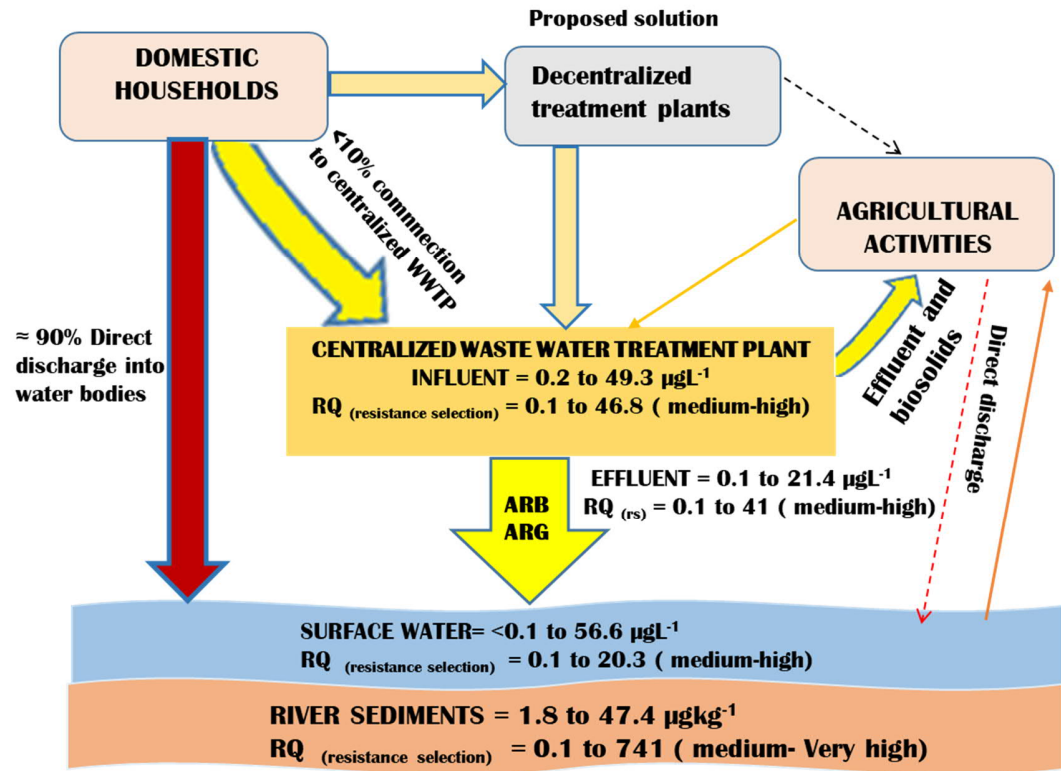 Proposed solution
DOMESTIC
HOUSEHOLDS
Decentralized
treatment plants
<10% comnnection
to centralized WWTP
AGRICULTURAL
ACTIVITIES
≈ 90% Direct
discharge into
water bodies
CENTRALIZED WASTE WATER TREATMENT PLANT
INFLUENT = 0.2 to 49.3 µgL⁻¹
RQ (resistance selection) = 0.1 to 46.8 ( medium-high)
Effluent and
biosolids
Direct discharge
EFFLUENT = 0.1 to 21.4 µgL⁻¹
RQ (rs) = 0.1 to 41 ( medium-high)
ARB
ARG
SURFACE WATER= <0.1 to 56.6 µgL⁻¹
RQ (resistance selection) = 0.1 to 20.3 ( medium-high)
RIVER SEDIMENTS = 1.8 to 47.4 µgkg⁻¹
RQ (resistance selection) = 0.1 to 741 ( medium- Very high)